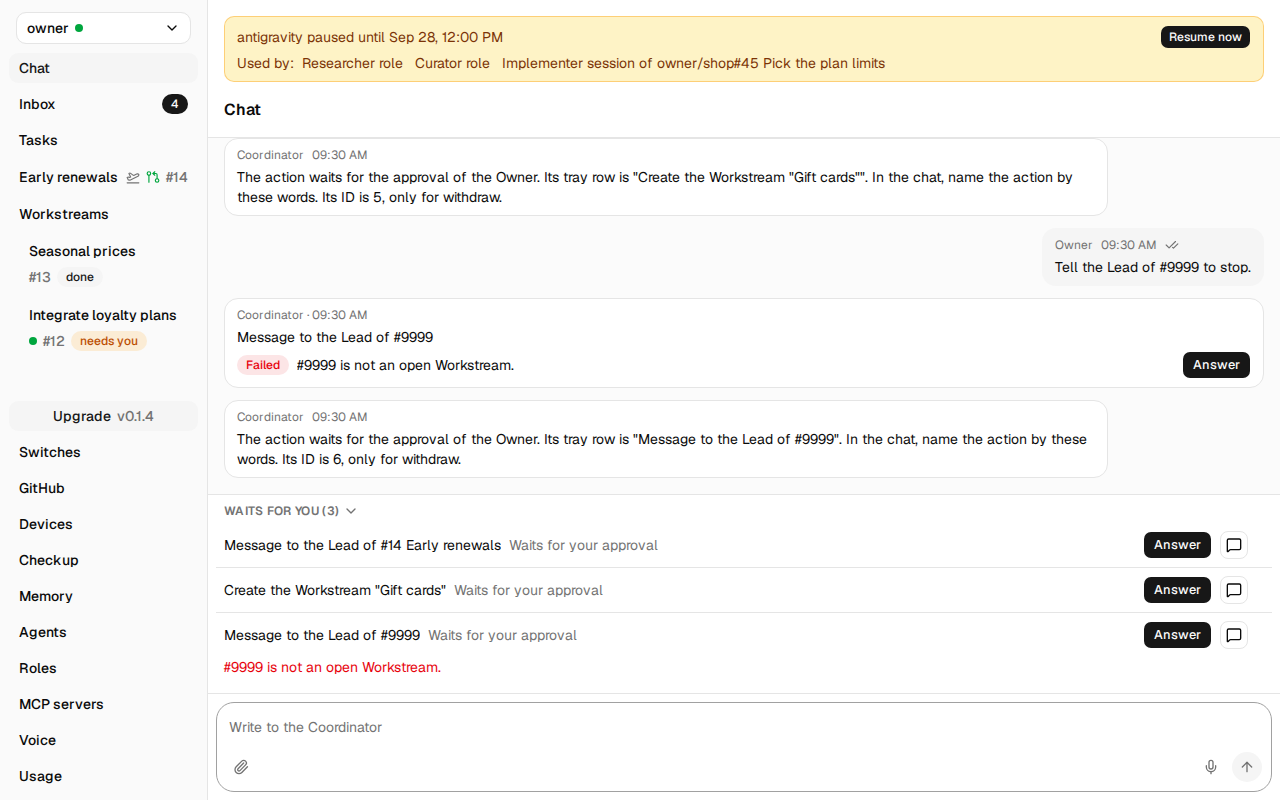 owner
Chat
Inbox
4
Tasks
Early renewals #14
Workstreams
Seasonal prices
#13 done
Integrate loyalty plans
#12 needs you
Upgrade v0.1.4
Switches
GitHub
Devices
Checkup
Memory
Agents
Roles
MCP servers
Voice
Usage
antigravity paused until Sep 28, 12:00 PM
Resume now
Used by: Researcher role Curator role Implementer session of owner/shop#45 Pick the plan limits
Chat
Coordinator 09:30 AM
The action waits for the approval of the Owner. Its tray row is "Create the Workstream "Gift cards"". In the chat, name the action by
these words. Its ID is 5, only for withdraw.
Owner 09:30 AM
Tell the Lead of #9999 to stop.
Coordinator · 09:30 AM
Message to the Lead of #9999
Failed #9999 is not an open Workstream.
Answer
Coordinator 09:30 AM
The action waits for the approval of the Owner. Its tray row is "Message to the Lead of #9999". In the chat, name the action by these
words. Its ID is 6, only for withdraw.
WAITS FOR YOU (3)
Message to the Lead of #14 Early renewals Waits for your approval
Answer
Create the Workstream "Gift cards" Waits for your approval
Answer
Message to the Lead of #9999 Waits for your approval
Answer
#9999 is not an open Workstream.
Write to the Coordinator